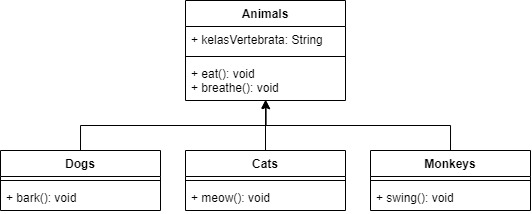 Animals
+ kelasVertebrata: String
+ eat(): void
+ breathe(): void
Dogs
+ bark(): void
Cats
+ meow(): void
Monkeys
+ swing(): void